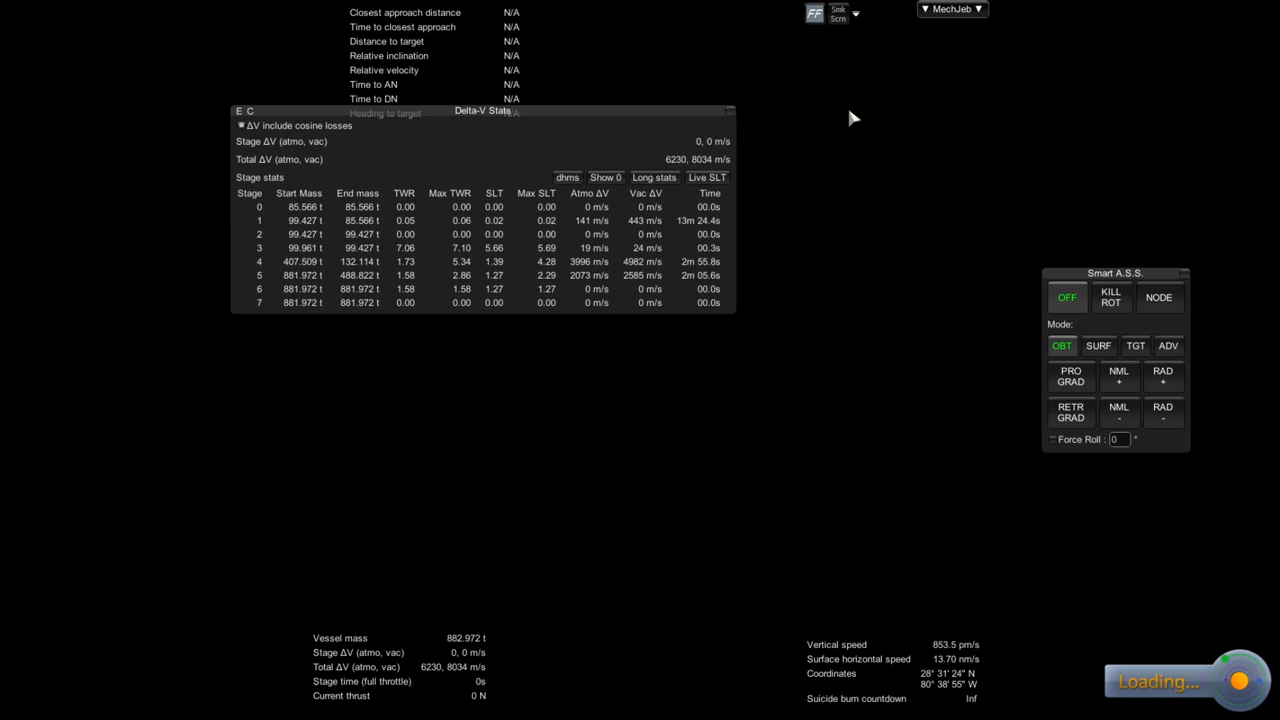 Closest approach distance N/A
Time to closest approach N/A
Distance to target N/A
Relative inclination N/A
Relative velocity N/A
Time to AN N/A
Time to DN N/A
Heading to target N/A
FF
Smk
Scrn
▼ MechJeb ▼
E C Delta-V Stats
ΔV include cosine losses
Stage ΔV (atmo, vac) 0, 0 m/s
Total ΔV (atmo, vac) 6230, 8034 m/s
Stage stats dhms Show 0 Long stats Live SLT
Stage Start Mass End mass TWR Max TWR SLT Max SLT Atmo ΔV Vac ΔV Time
0 85.566 t 85.566 t 0.00 0.00 0.00 0.00 0 m/s 0 m/s 00.0s
1 99.427 t 85.566 t 0.05 0.06 0.02 0.02 141 m/s 443 m/s 13m 24.4s
2 99.427 t 99.427 t 0.00 0.00 0.00 0.00 0 m/s 0 m/s 00.0s
3 99.961 t 99.427 t 7.06 7.10 5.66 5.69 19 m/s 24 m/s 00.3s
4 407.509 t 132.114 t 1.73 5.34 1.39 4.28 3996 m/s 4982 m/s 2m 55.8s
5 881.972 t 488.822 t 1.58 2.86 1.27 2.29 2073 m/s 2585 m/s 2m 05.6s
6 881.972 t 881.972 t 1.58 1.58 1.27 1.27 0 m/s 0 m/s 00.0s
7 881.972 t 881.972 t 0.00 0.00 0.00 0.00 0 m/s 0 m/s 00.0s
Smart A.S.S.
OFF KILL ROT NODE
Mode:
OBT SURF TGT ADV
PRO GRAD NML + RAD +
RETR GRAD NML - RAD -
Force Roll : 0 °
Vessel mass 882.972 t
Stage ΔV (atmo, vac) 0, 0 m/s
Total ΔV (atmo, vac) 6230, 8034 m/s
Stage time (full throttle) 0s
Current thrust 0 N
Vertical speed 853.5 pm/s
Surface horizontal speed 13.70 nm/s
Coordinates 28° 31' 24" N
80° 38' 55" W
Suicide burn countdown Inf
Loading...